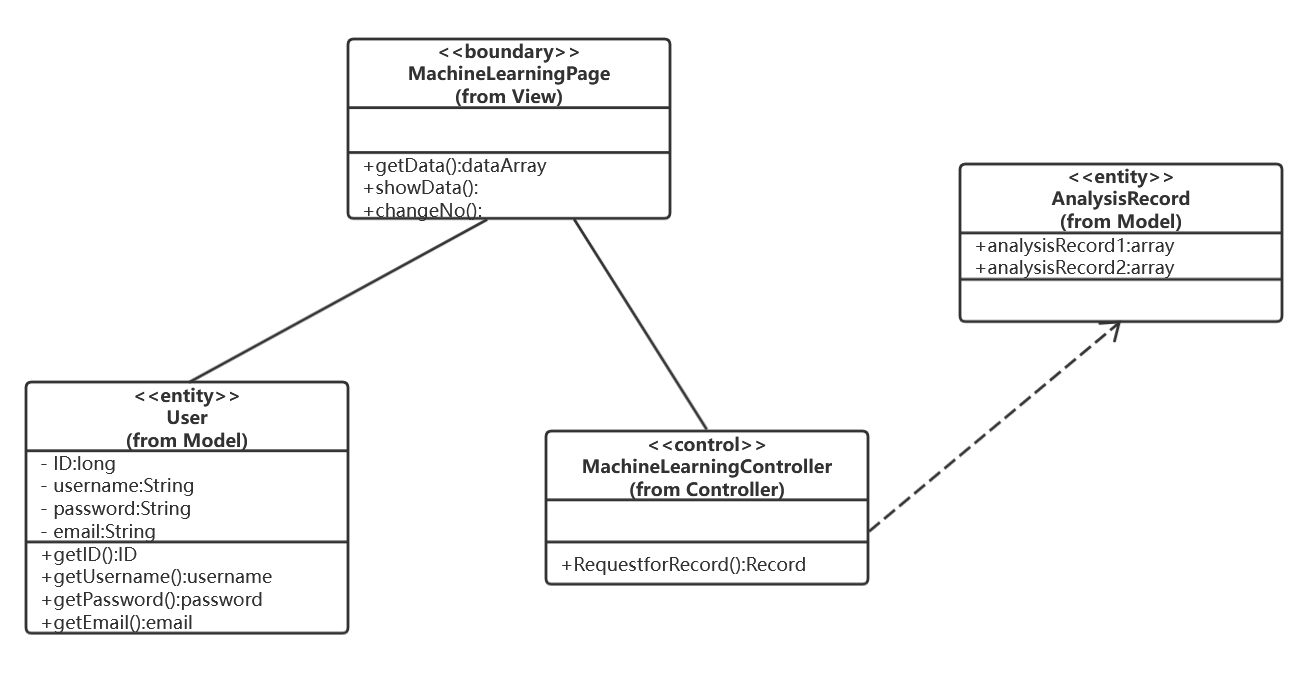 <<boundary>>
MachineLearningPage
(from View)
+getData():dataArray
+showData():
+changeNo():
<<entity>>
AnalysisRecord
(from Model)
+analysisRecord1:array
+analysisRecord2:array
<<entity>>
User
(from Model)
- ID:long
- username:String
- password:String
- email:String
+getID():ID
+getUsername():username
+getPassword():password
+getEmail():email
<<control>>
MachineLearningController
(from Controller)
+RequestforRecord():Record